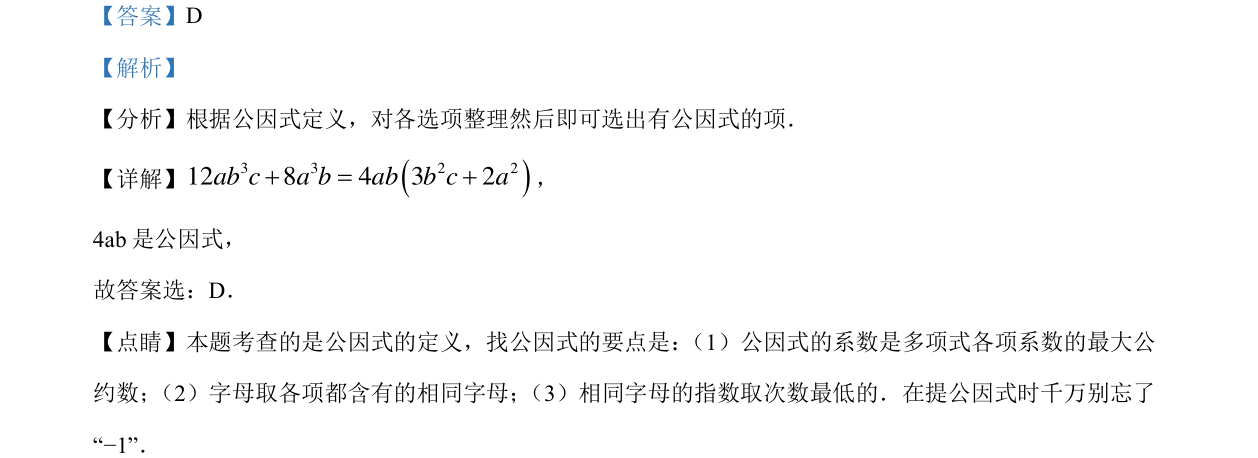 【答案】D
【解析】
【分析】根据公因式定义，对各选项整理然后即可选出有公因式的项．
【详解】12ab³c+8a³b=4ab(3b²c+2a²)，
4ab 是公因式，
故答案选：D．
【点睛】本题考查的是公因式的定义，找公因式的要点是：（1）公因式的系数是多项式各项系数的最大公
约数；（2）字母取各项都含有的相同字母；（3）相同字母的指数取次数最低的．在提公因式时千万别忘了
“−1”．